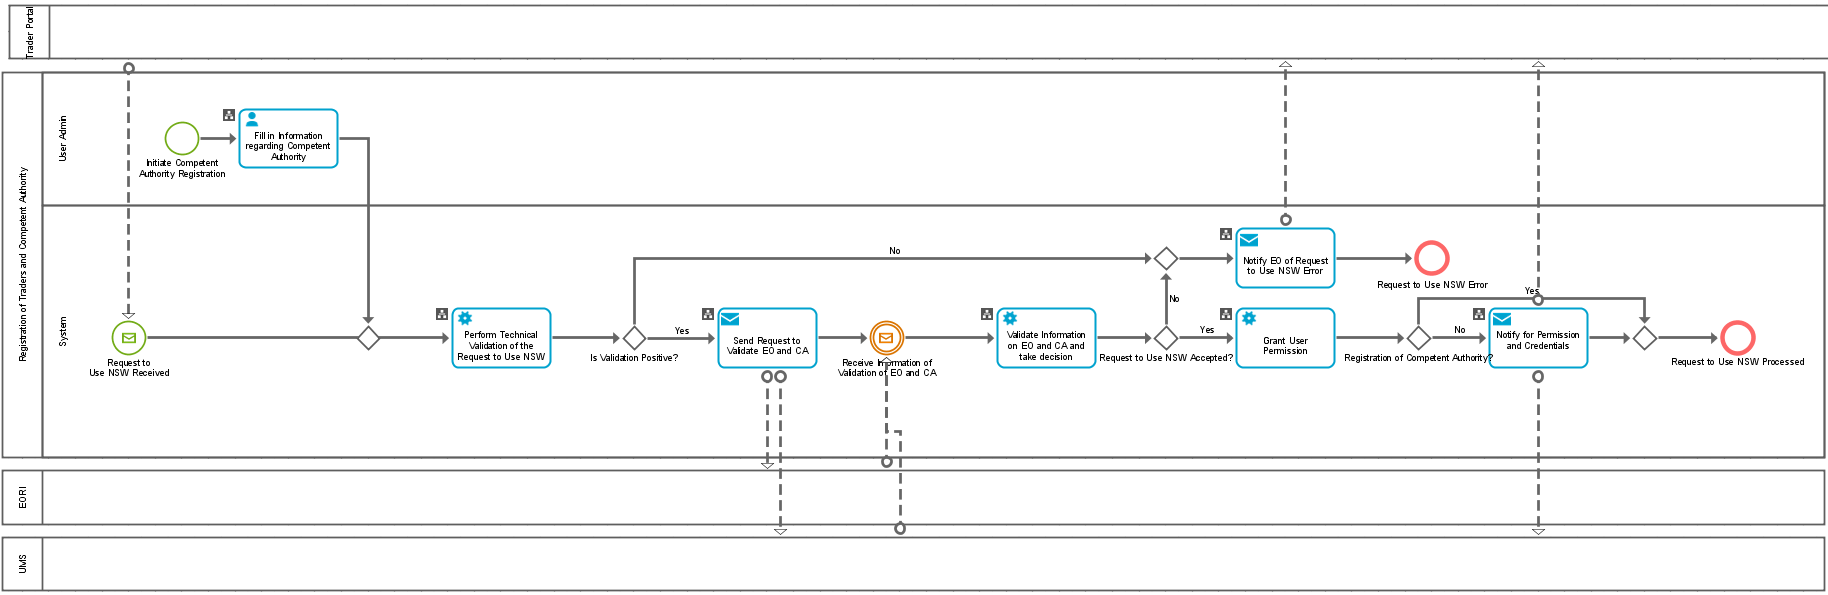 Trader Portal
Registration of Traders and Competent Authority
User Admin
Initiate Competent
Authority Registration
Fill in Information
regarding Competent
Authority
System
Request to
Use NSW Received
Perform Technical
Validation of the
Request to Use NSW
Is Validation Positive?
No
Yes
Send Request to
Validate EO and CA
Receive Information of
Validation of EO and CA
Validate Information
on EO and CA and
take decision
Request to Use NSW Accepted?
No
Yes
Notify EO of Request
to Use NSW Error
Request to Use NSW Error
Grant User
Permission
Registration of Competent Authority?
Yes
No
Notify for Permission
and Credentials
Request to Use NSW Processed
EORI
UMS